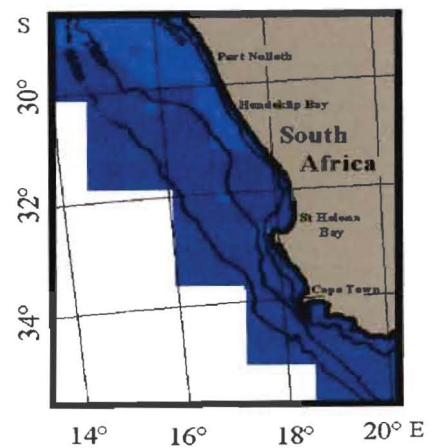 S
Port Nolloth
30°
Hondeklip Bay
South
Africa
32°
St Helena
Bay
Cape Town
34°
14° 16° 18° 20° E